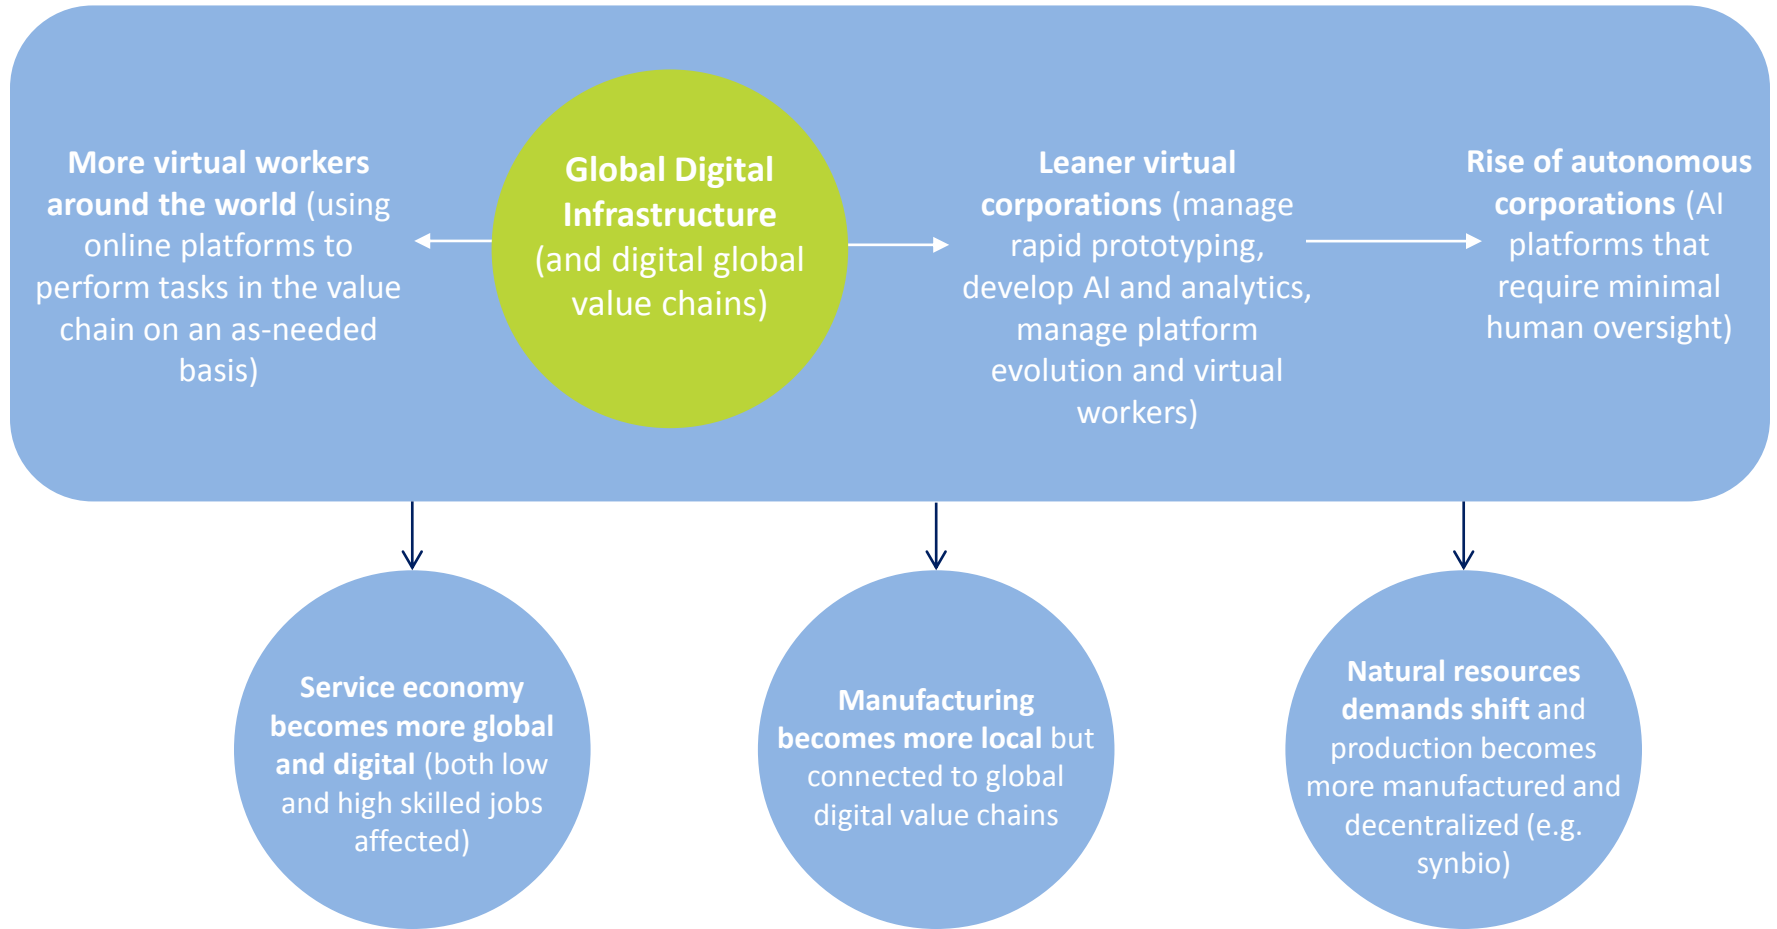 More virtual workers
around the world (using
online platforms to
perform tasks in the value
chain on an as-needed
basis)
Global Digital
Infrastructure
(and digital global
value chains)
Leaner virtual
corporations (manage
rapid prototyping,
develop AI and analytics,
manage platform
evolution and virtual
workers)
Rise of autonomous
corporations (AI
platforms that
require minimal
human oversight)
Service economy
becomes more global
and digital (both low
and high skilled jobs
affected)
Manufacturing
becomes more local but
connected to global
digital value chains
Natural resources
demands shift and
production becomes
more manufactured and
decentralized (e.g.
synbio)